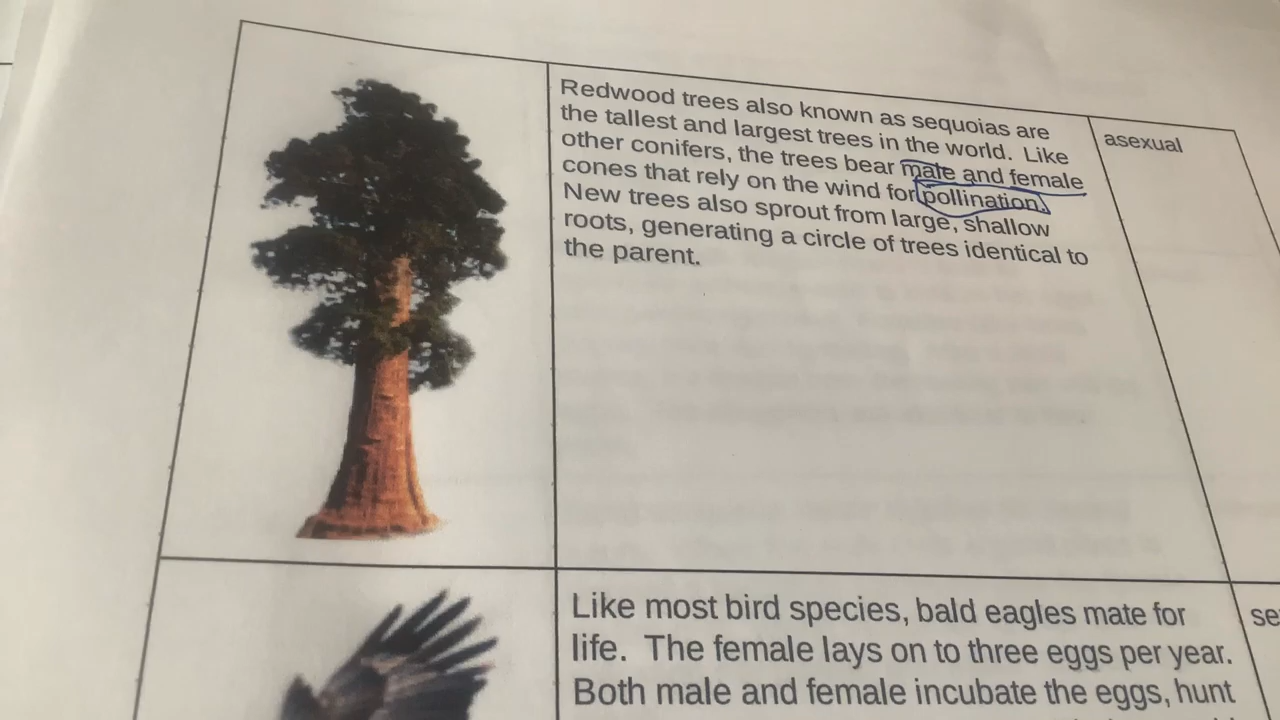 Redwood trees also known as sequoias are
the tallest and largest trees in the world. Like
other conifers, the trees bear male and female
cones that rely on the wind for pollination.
New trees also sprout from large, shallow
roots, generating a circle of trees identical to
the parent.
asexual
Like most bird species, bald eagles mate for
life. The female lays on to three eggs per year.
Both male and female incubate the eggs, hunt
se